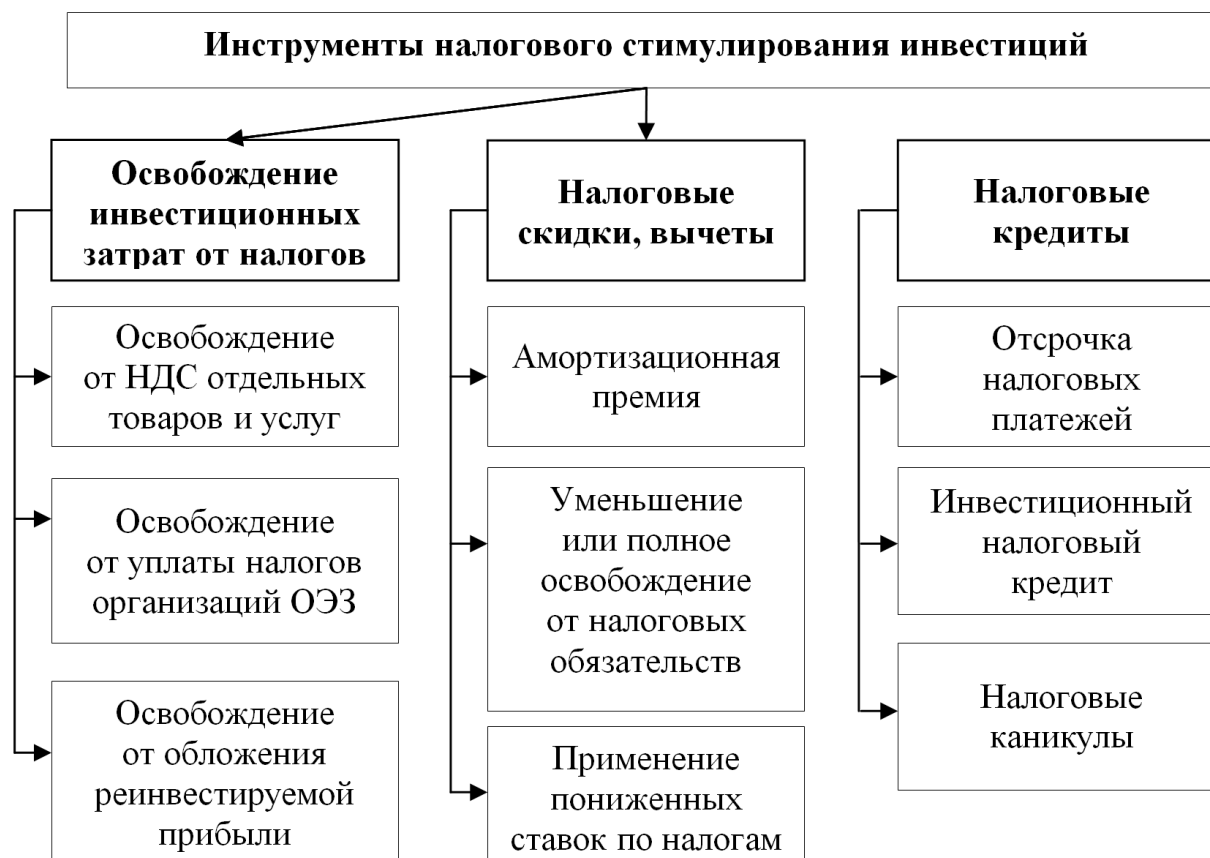 Инструменты налогового стимулирования инвестиций
Освобождение
инвестиционных
затрат от налогов
Освобождение
от НДС отдельных
товаров и услуг
Освобождение
от уплаты налогов
организаций ОЭЗ
Освобождение
от обложения
реинвестируемой
прибыли
Налоговые
скидки, вычеты
Амортизационная
премия
Уменьшение
или полное
освобождение
от налоговых
обязательств
Применение
пониженных
ставок по налогам
Налоговые
кредиты
Отсрочка
налоговых
платежей
Инвестиционный
налоговый
кредит
Налоговые
каникулы